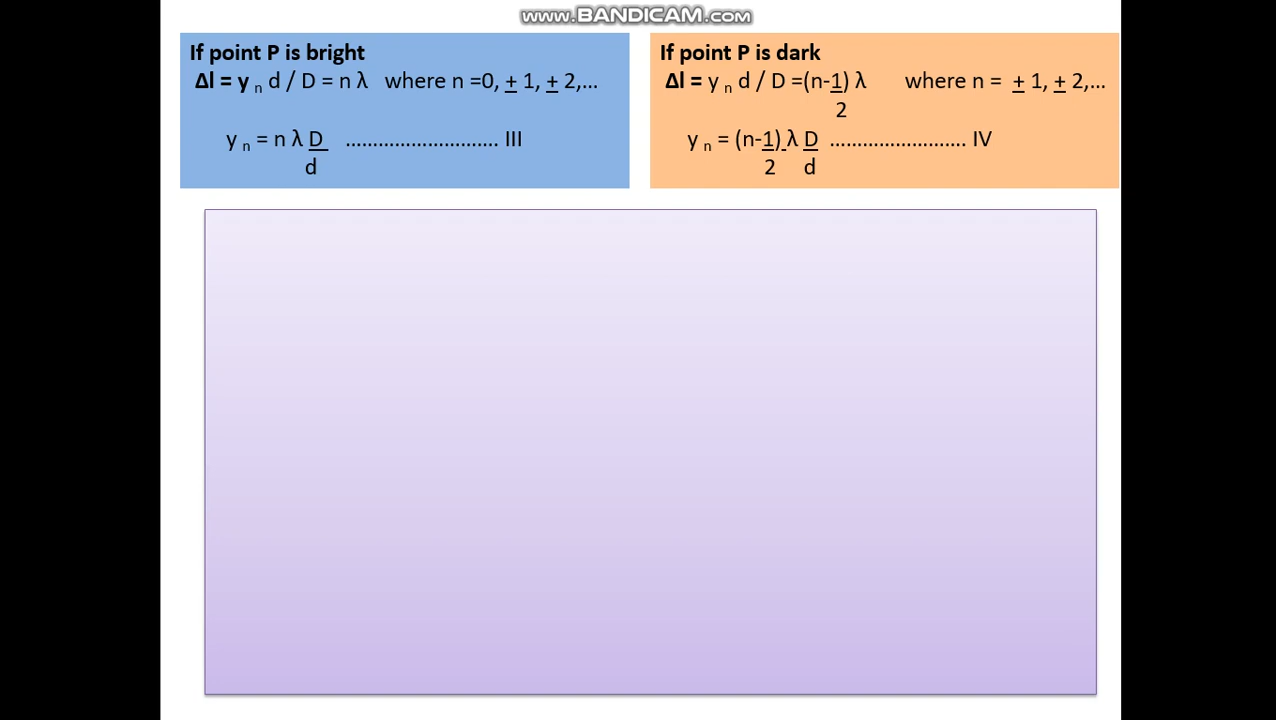 www.BANDICAM.com
If point P is bright
Δl = y n d / D = n λ where n =0, + 1, + 2,...
y n = n λ D ............................ III
d
If point P is dark
Δl = y n d / D =(n-1) λ where n = + 1, + 2,...
2
y n = (n-1) λ D ......................... IV
2 d